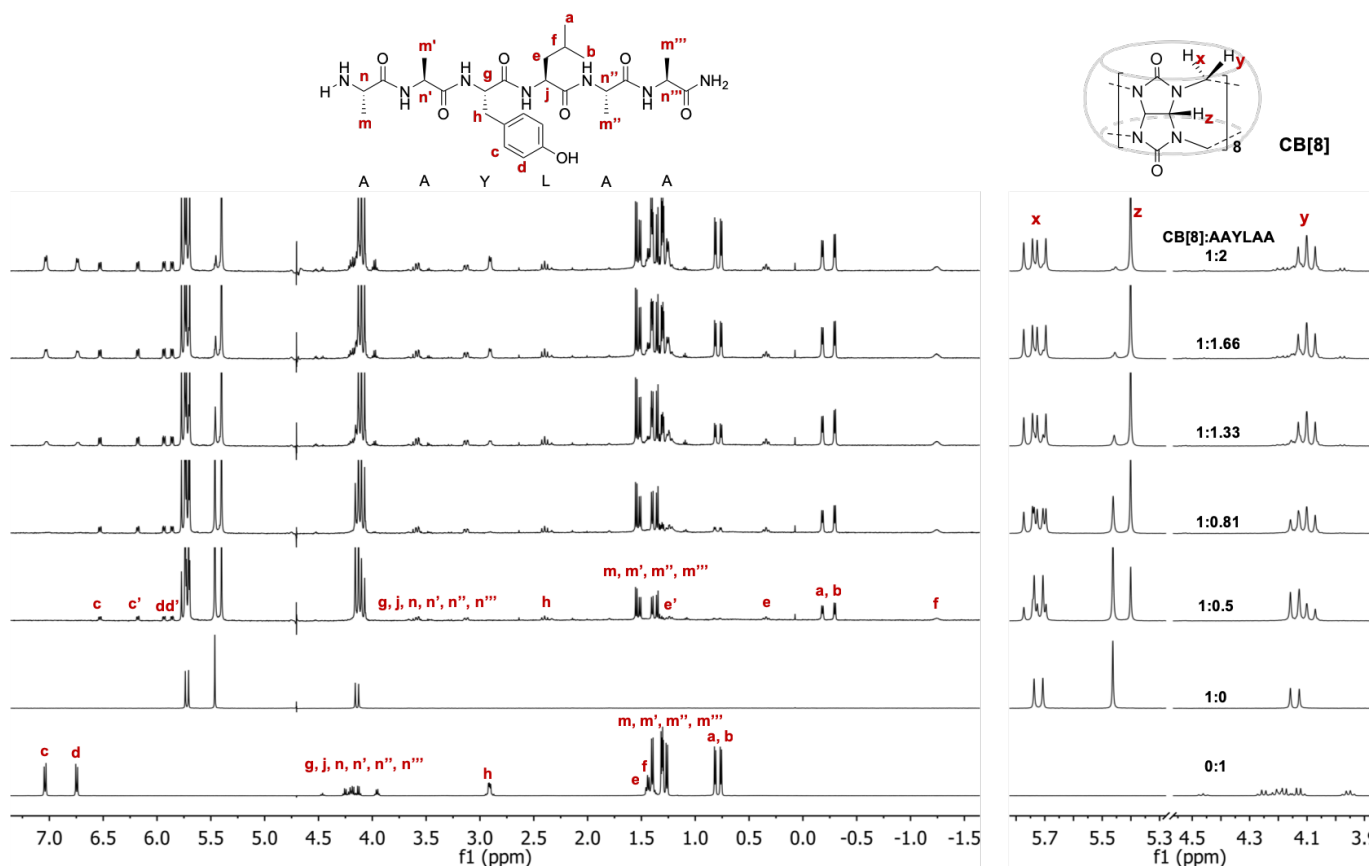 a
m' f m'''
O e b O
H n H g H n'' H NH2
N N N N
H N N N n'''
H n' O H j O H O
m h m''
c
d OH
A A Y L A A
H x H y
O
N N
H z
N N
8
O
CB[8]
x z y
CB[8]:AAYLAA
1:2
1:1.66
1:1.33
1:0.81
m, m', m'', m'''
c c' d d' g, j, n, n', n'', n''' h e' e a, b f
1:0.5
1:0
m, m', m'', m'''
c d g, j, n, n', n'', n''' h e f a, b
0:1
7.0 6.5 6.0 5.5 5.0 4.5 4.0 3.5 3.0 2.5 2.0 1.5 1.0 0.5 0.0 -0.5 -1.0 -1.5
f1 (ppm)
5.7 5.5 5.3 4.5 4.3 4.1 3.9
f1 (ppm)